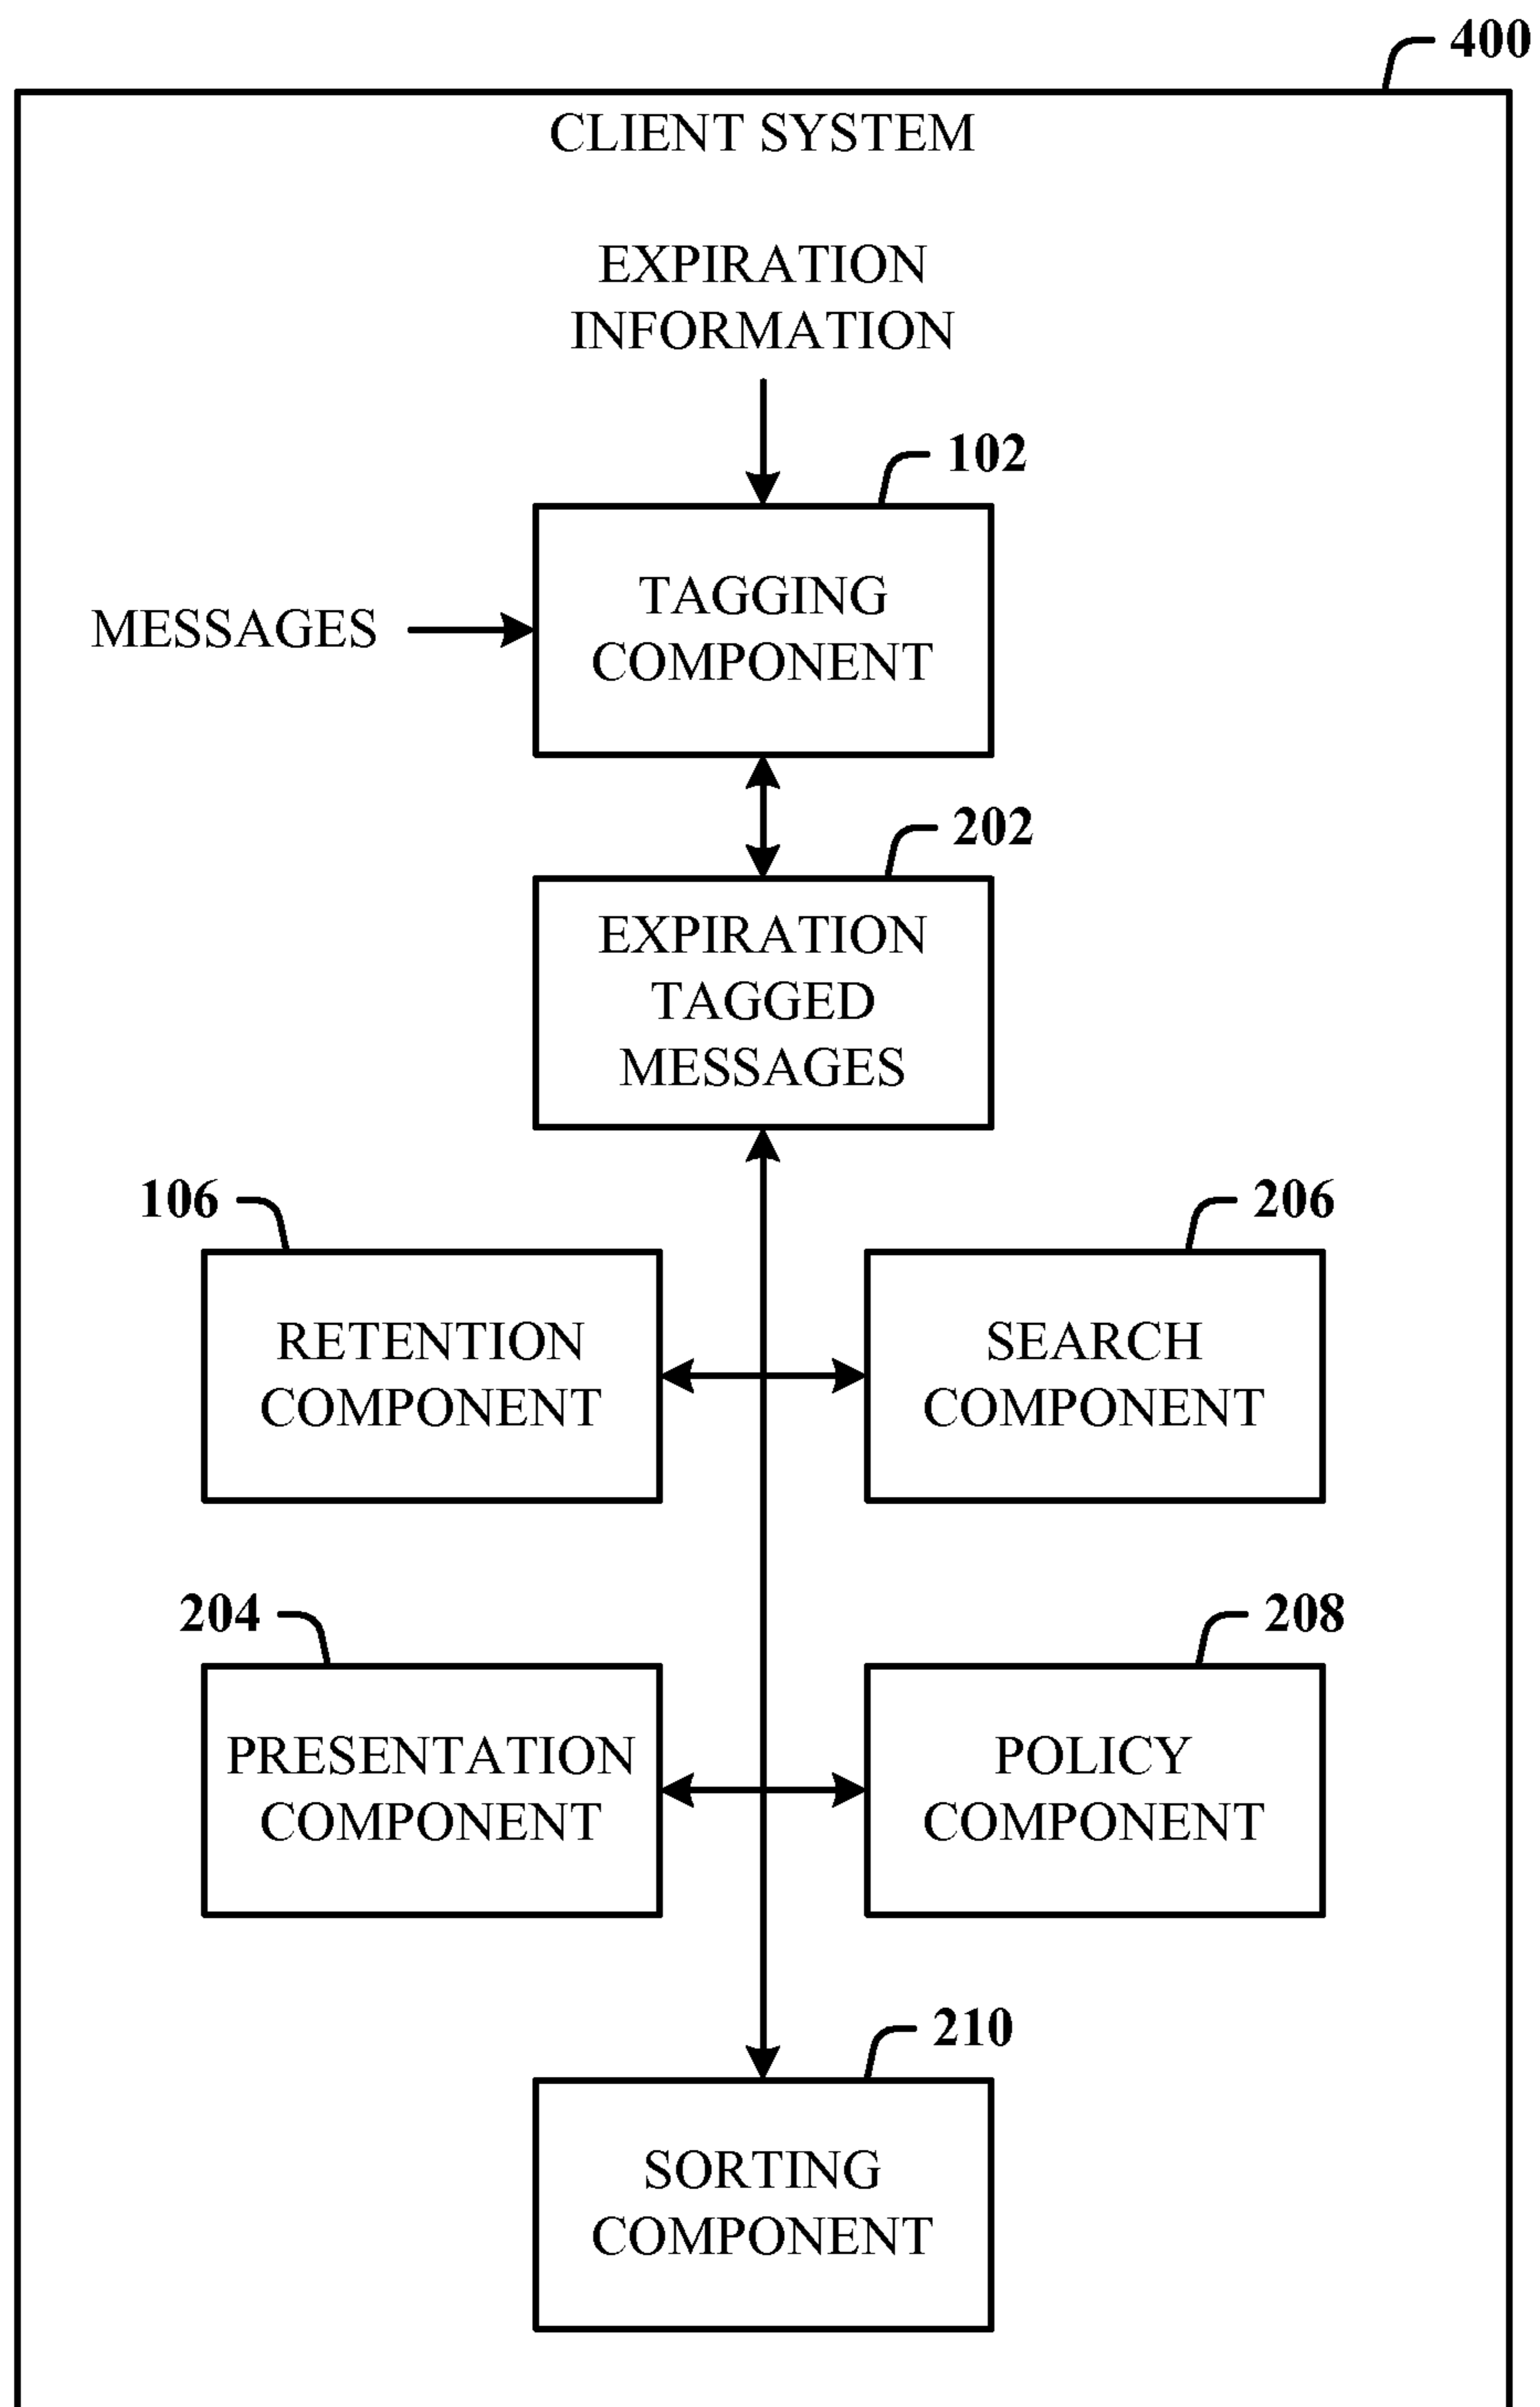 400
CLIENT SYSTEM
EXPIRATION
INFORMATION
102
MESSAGES
TAGGING
COMPONENT
202
EXPIRATION
TAGGED
MESSAGES
106
206
RETENTION
COMPONENT
SEARCH
COMPONENT
204
208
PRESENTATION
COMPONENT
POLICY
COMPONENT
210
SORTING
COMPONENT